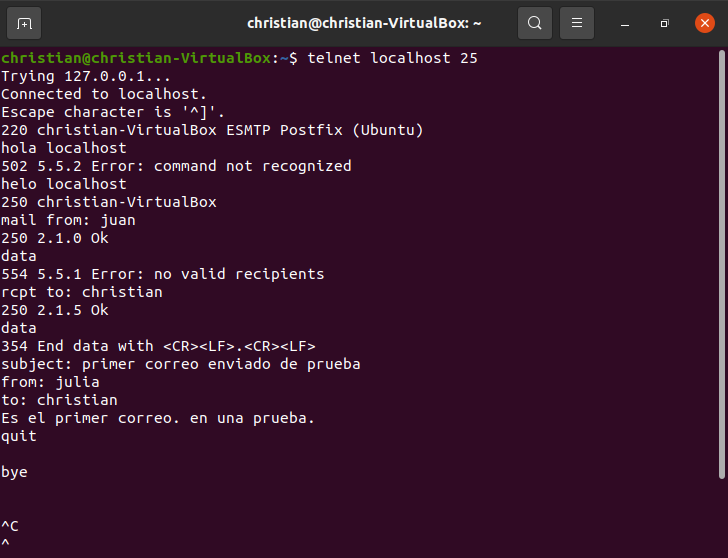 christian@christian-VirtualBox: ~
christian@christian-VirtualBox:~$ telnet localhost 25
Trying 127.0.0.1...
Connected to localhost.
Escape character is '^]'.
220 christian-VirtualBox ESMTP Postfix (Ubuntu)
hola localhost
502 5.5.2 Error: command not recognized
helo localhost
250 christian-VirtualBox
mail from: juan
250 2.1.0 Ok
data
554 5.5.1 Error: no valid recipients
rcpt to: christian
250 2.1.5 Ok
data
354 End data with <CR><LF>.<CR><LF>
subject: primer correo enviado de prueba
from: julia
to: christian
Es el primer correo. en una prueba.
quit
bye
^C
^